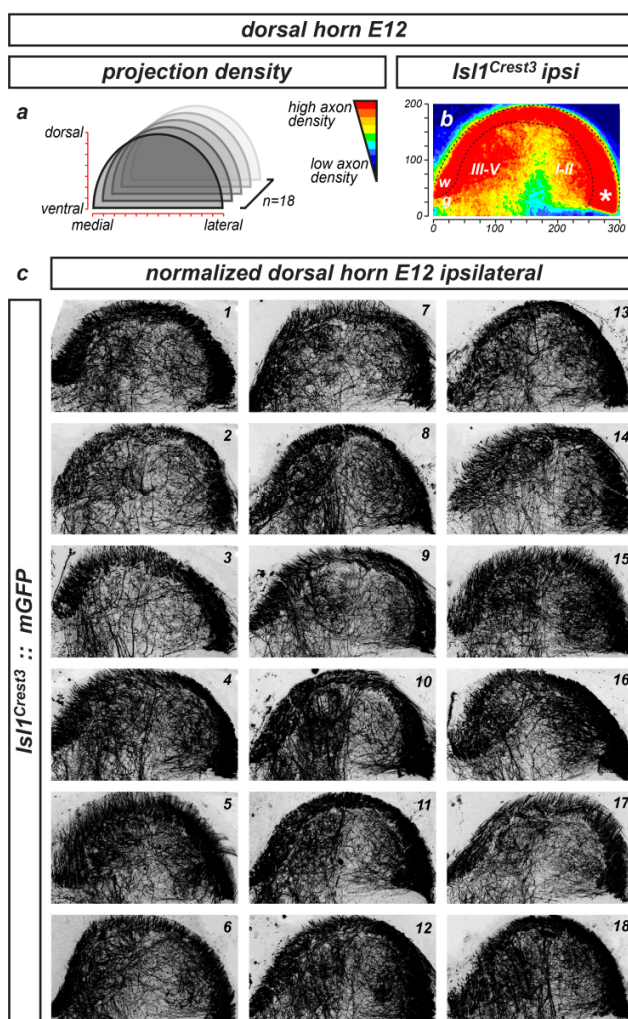 dorsal horn E12
projection density
Isl1Crest3 ipsi
a
dorsal
ventral
medial
lateral
n=18
high axon
density
low axon
density
b
200
150
100
50
0
III-V
I-II
w
g
*
0
100
200
300
c
normalized dorsal horn E12 ipsilateral
Isl1Crest3 :: mGFP
1
7
13
2
8
14
3
9
15
4
10
16
5
11
17
6
12
18